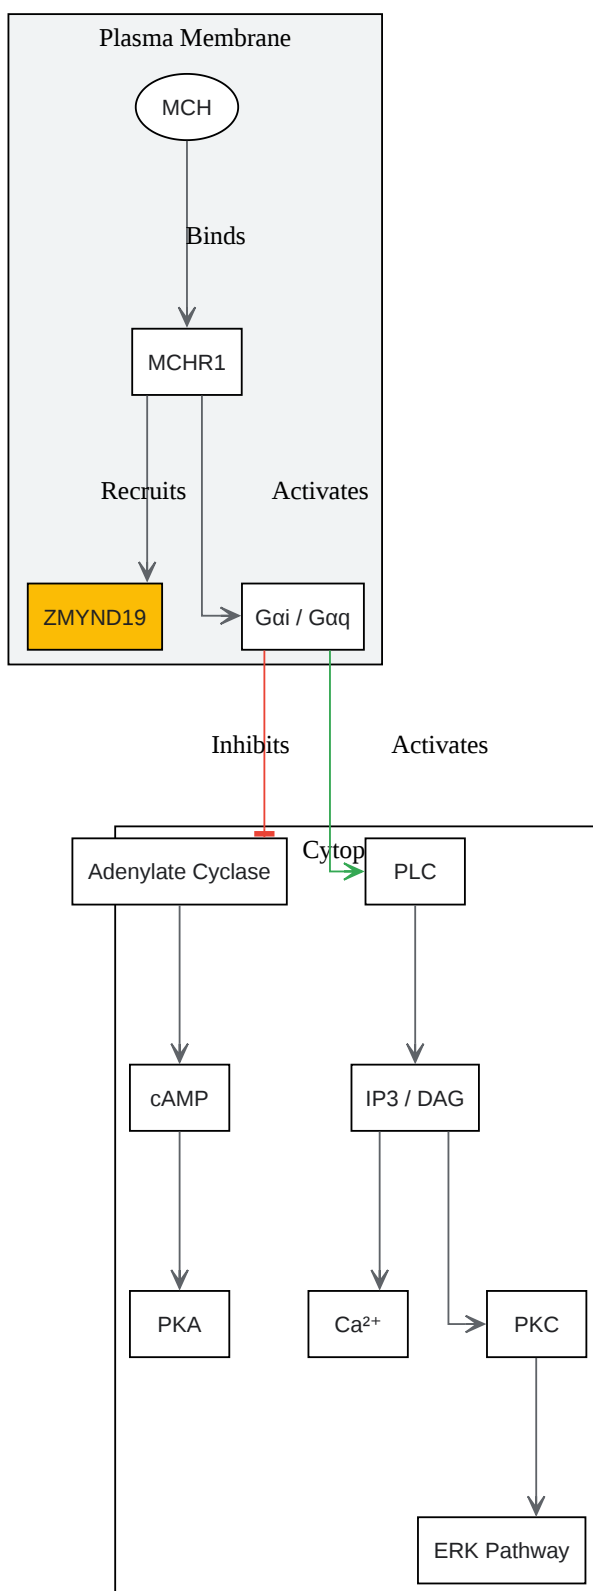 Plasma Membrane
MCH
Binds
MCHR1
Recruits
Activates
ZMYND19
Gαi / Gαq
Inhibits
Activates
Cytop
Adenylate Cyclase
PLC
cAMP
IP3 / DAG
PKA
Ca²⁺
PKC
ERK Pathway